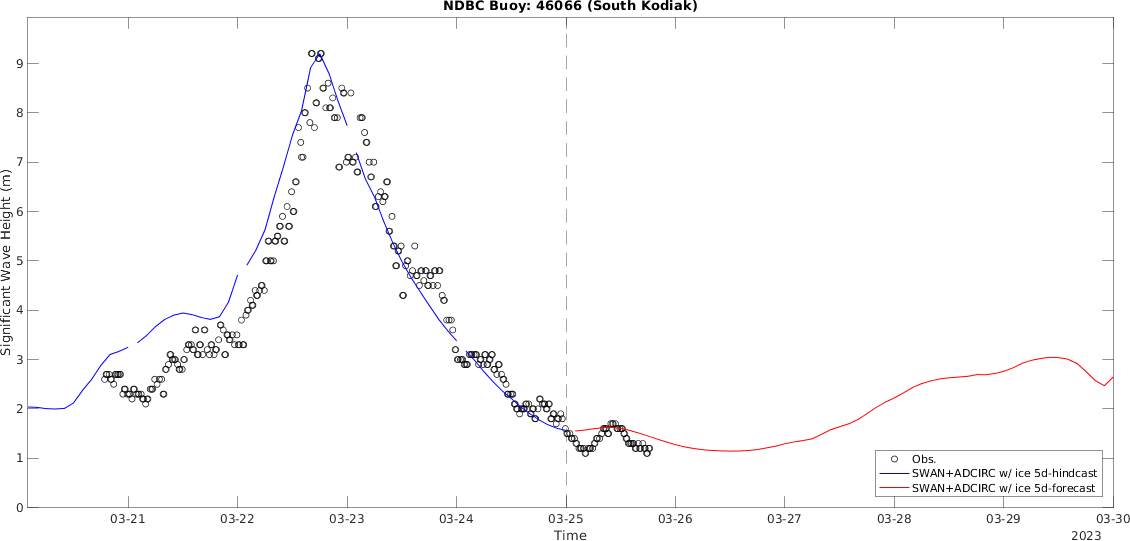 NDBC Buoy: 46066 (South Kodiak)
Significant Wave Height (m)
9
8
7
6
5
4
3
2
1
0
Obs.
SWAN+ADCIRC w/ ice 5d-hindcast
SWAN+ADCIRC w/ ice 5d-forecast
03-21 03-22 03-23 03-24 03-25 03-26 03-27 03-28 03-29 03-30
Time
2023